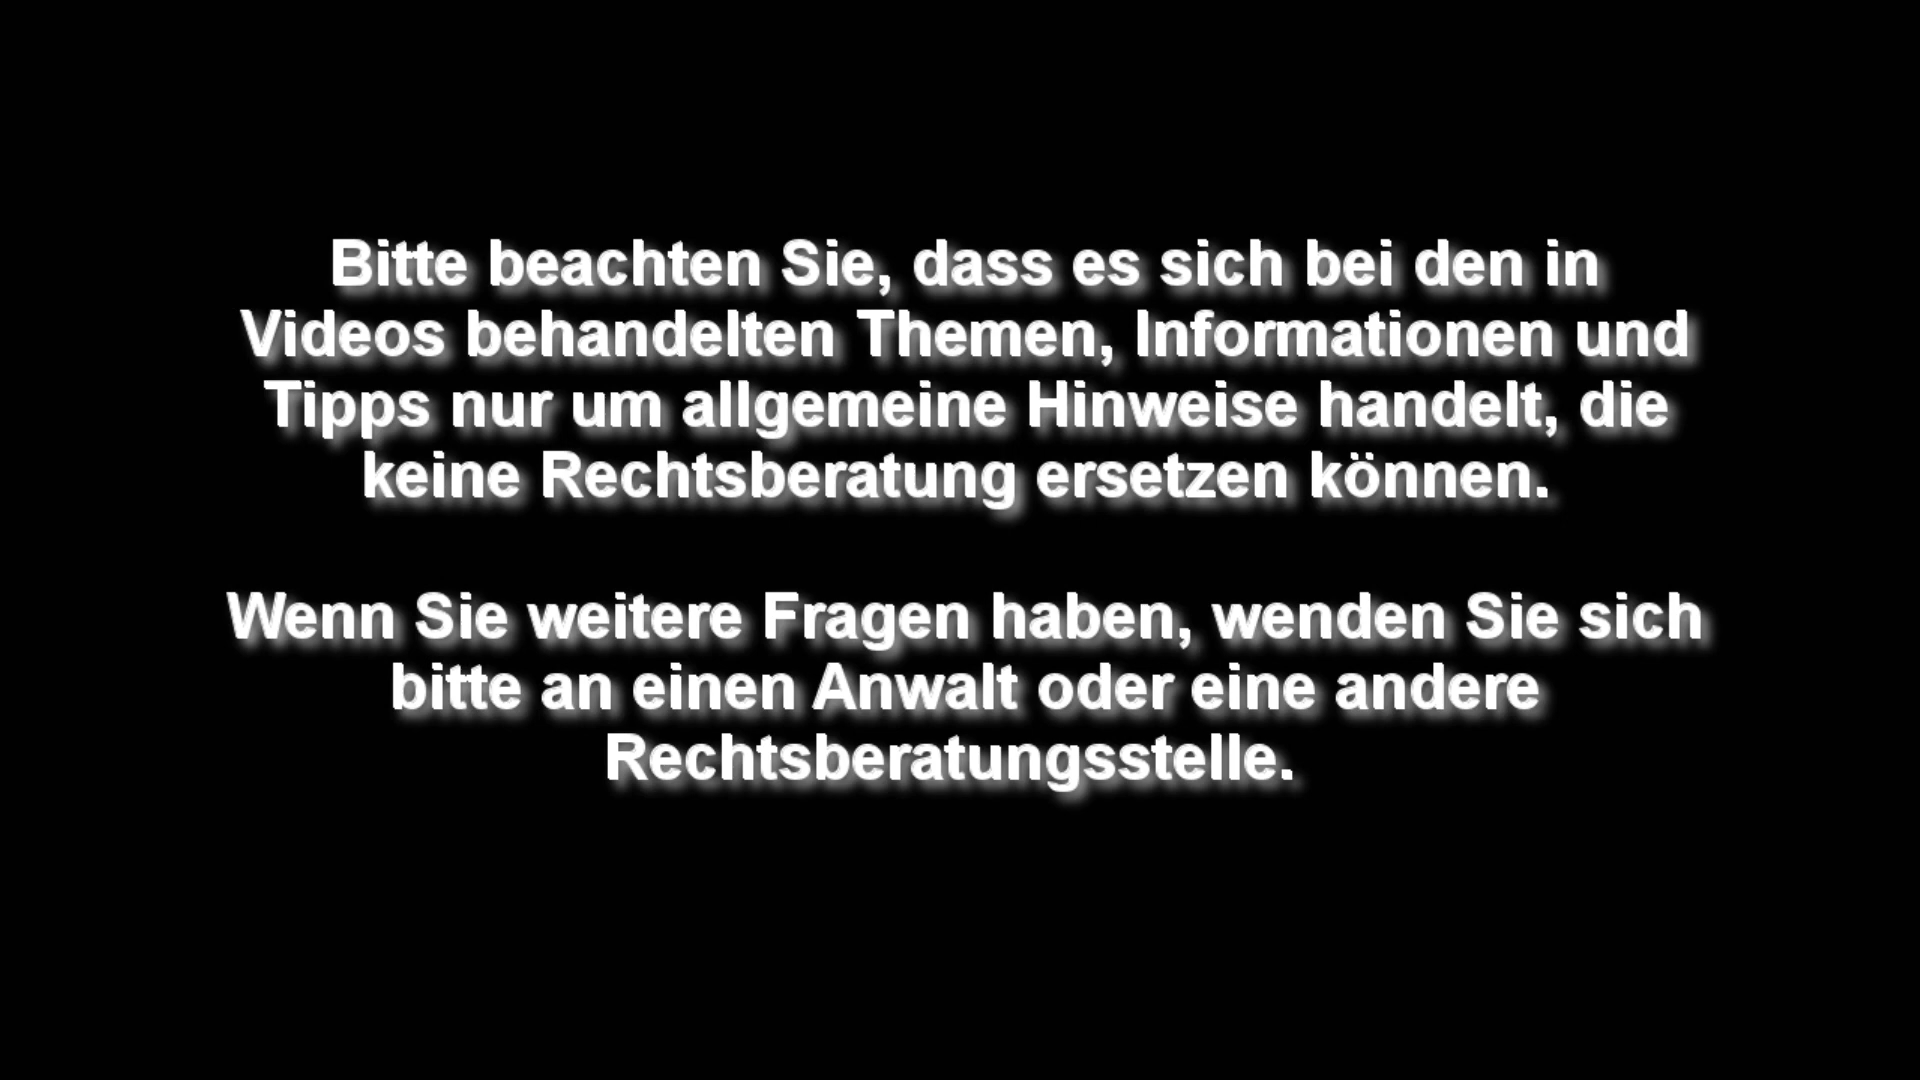 Bitte beachten Sie, dass es sich bei den in
Videos behandelten Themen, Informationen und
Tipps nur um allgemeine Hinweise handelt, die
keine Rechtsberatung ersetzen können.
Wenn Sie weitere Fragen haben, wenden Sie sich
bitte an einen Anwalt oder eine andere
Rechtsberatungsstelle.